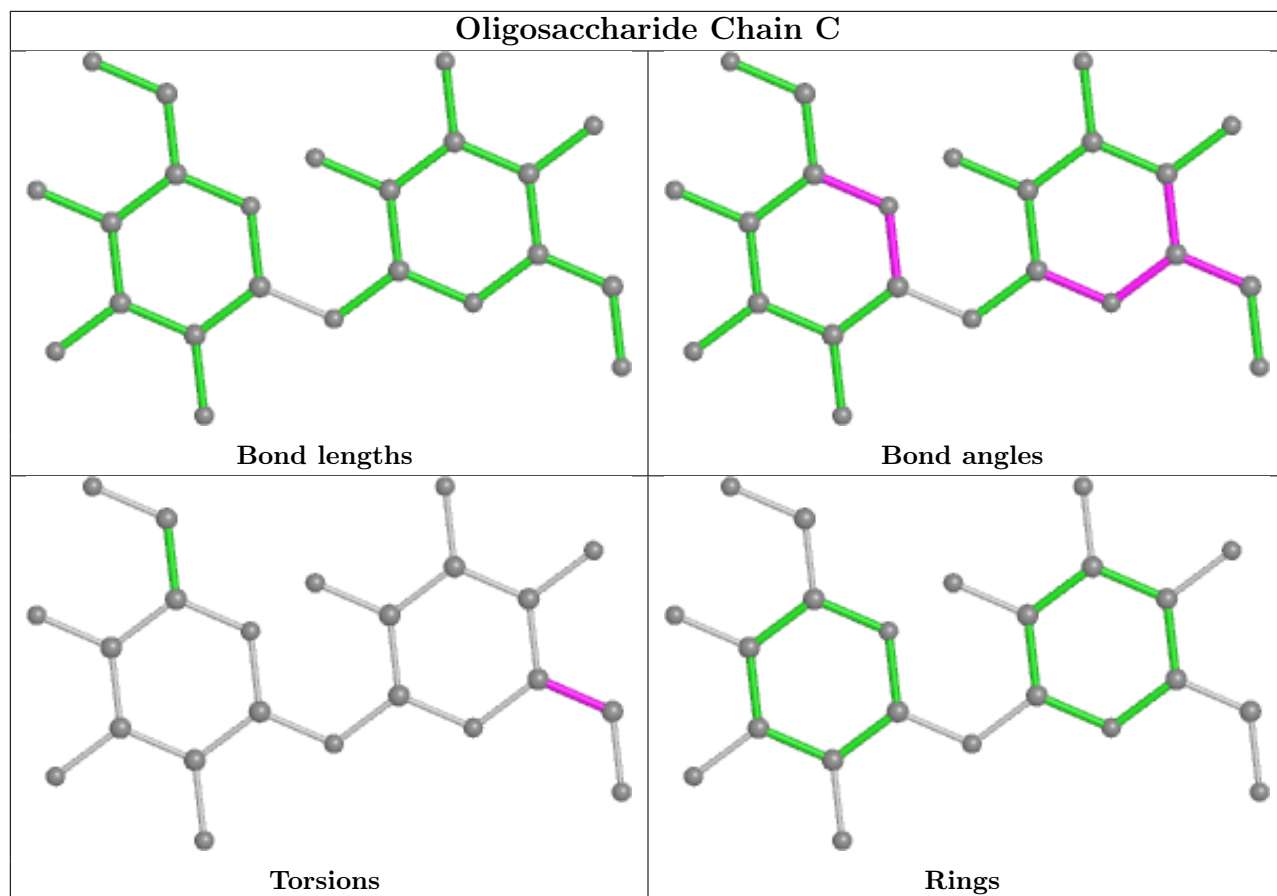 Oligosaccharide Chain C
Bond lengths
Bond angles
Torsions
Rings